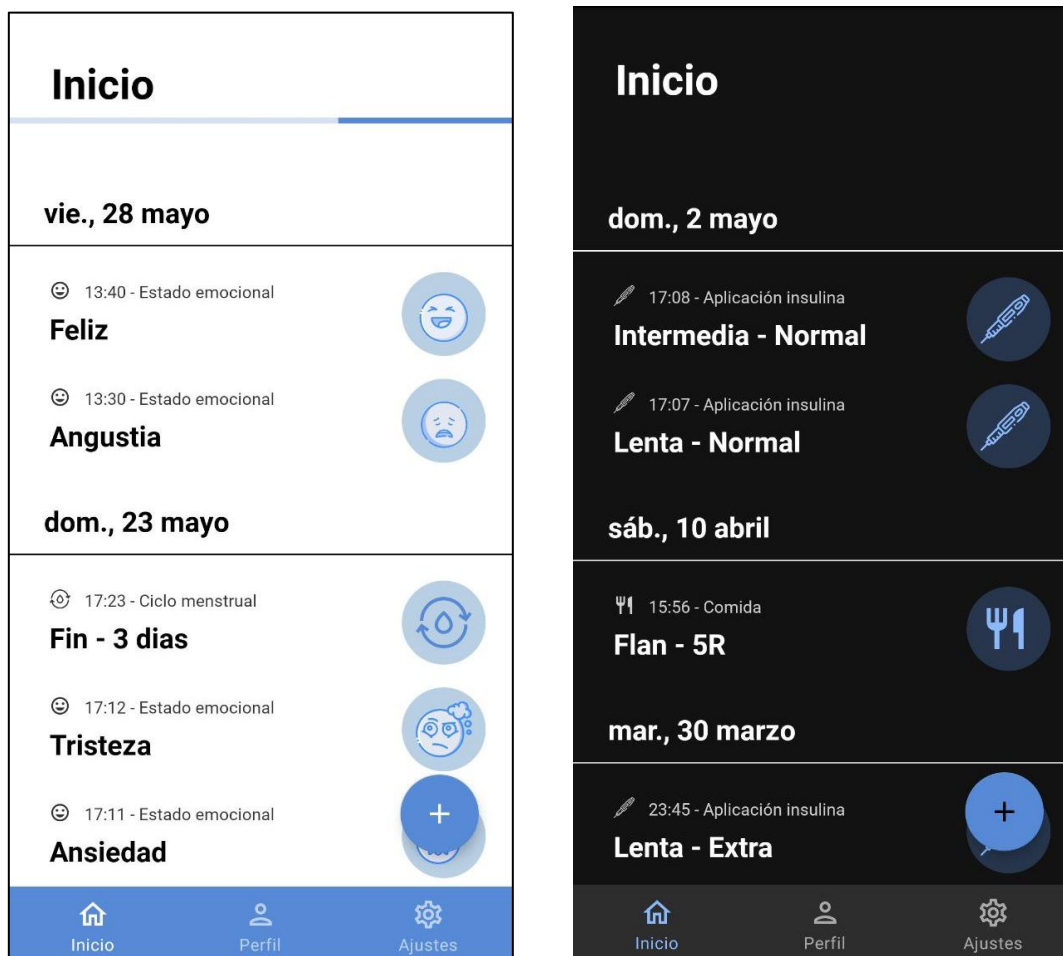 Inicio
vie., 28 mayo
13:40 - Estado emocional
Feliz
13:30 - Estado emocional
Angustia
dom., 23 mayo
17:23 - Ciclo menstrual
Fin - 3 dias
17:12 - Estado emocional
Tristeza
17:11 - Estado emocional
Ansiedad
+
Inicio Perfil Ajustes
Inicio
dom., 2 mayo
17:08 - Aplicación insulina
Intermedia - Normal
17:07 - Aplicación insulina
Lenta - Normal
sáb., 10 abril
15:56 - Comida
Flan - 5R
mar., 30 marzo
23:45 - Aplicación insulina
Lenta - Extra
+
Inicio Perfil Ajustes